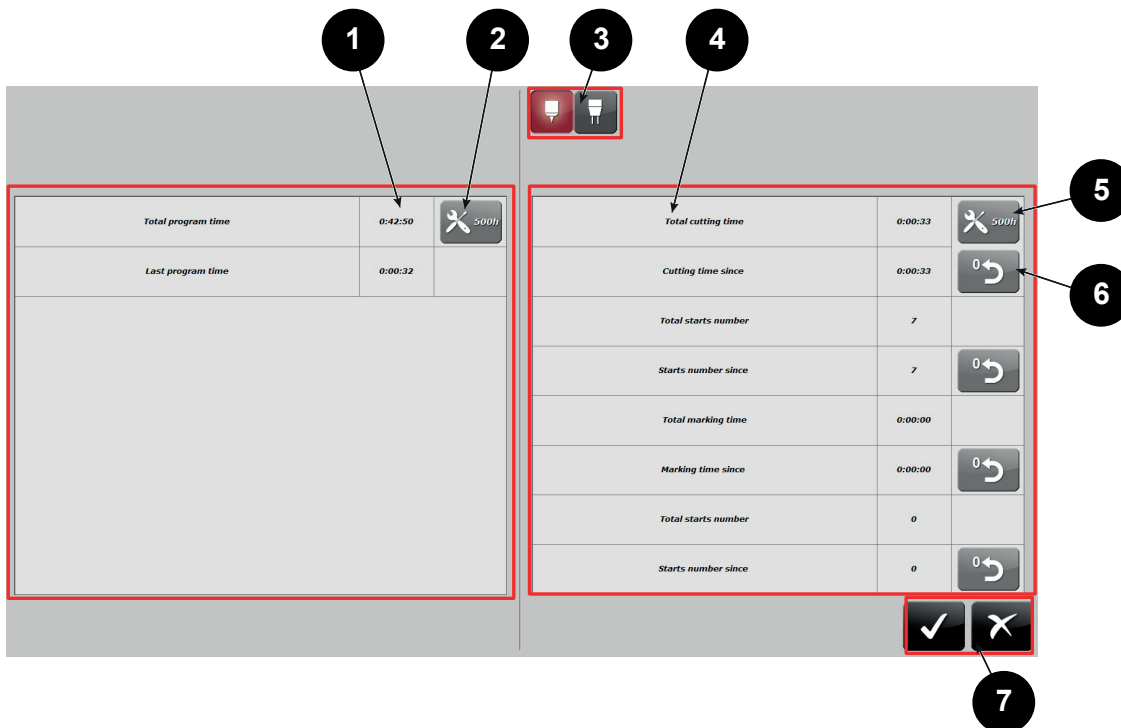 1 2 3 4
Total program time 0:42:50 500h
Last program time 0:00:32
Total cutting time 0:00:33 500h
5
Cutting time since 0:00:33 0
6
Total starts number 7
Starts number since 7 0
Total marking time 0:00:00
Marking time since 0:00:00 0
Total starts number 0
Starts number since 0 0
7